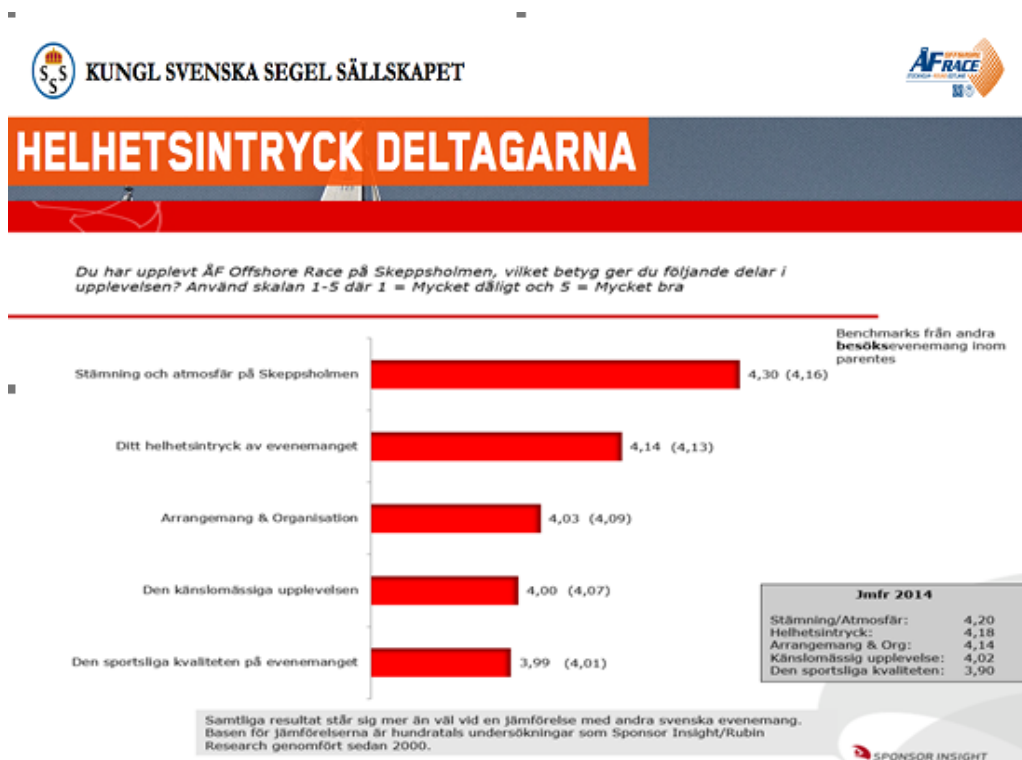 SSS
KUNGL SVENSKA SEGEL SÄLLSKAPET
ÅF OFFSHORE
RACE
HELHETSINTRYCK DELTAGARNA
Du har upplevt ÅF Offshore Race på Skeppsholmen, vilket betyg ger du följande delar i
upplevelsen? Använd skalan 1-5 där 1 = Mycket dåligt och 5 = Mycket bra
Benchmarks från andra
besöksevenemang inom
parentes
Stämning och atmosfär på Skeppsholmen 4,30 (4,16)
Ditt helhetsintryck av evenemanget 4,14 (4,13)
Arrangemang & Organisation 4,03 (4,09)
Den känslomässiga upplevelsen 4,00 (4,07)
Den sportsliga kvaliteten på evenemanget 3,99 (4,01)
Jmfr 2014
Stämning/Atmosfär: 4,20
Helhetsintryck: 4,18
Arrangemang & Org: 4,14
Känslomässig upplevelse: 4,02
Den sportsliga kvaliteten: 3,90
Samtliga resultat står sig mer än väl vid en jämförelse med andra svenska evenemang.
Basen för jämförelserna är hundratals undersökningar som Sponsor Insight/Rubin
Research genomfört sedan 2000.
SPONSOR INSIGHT